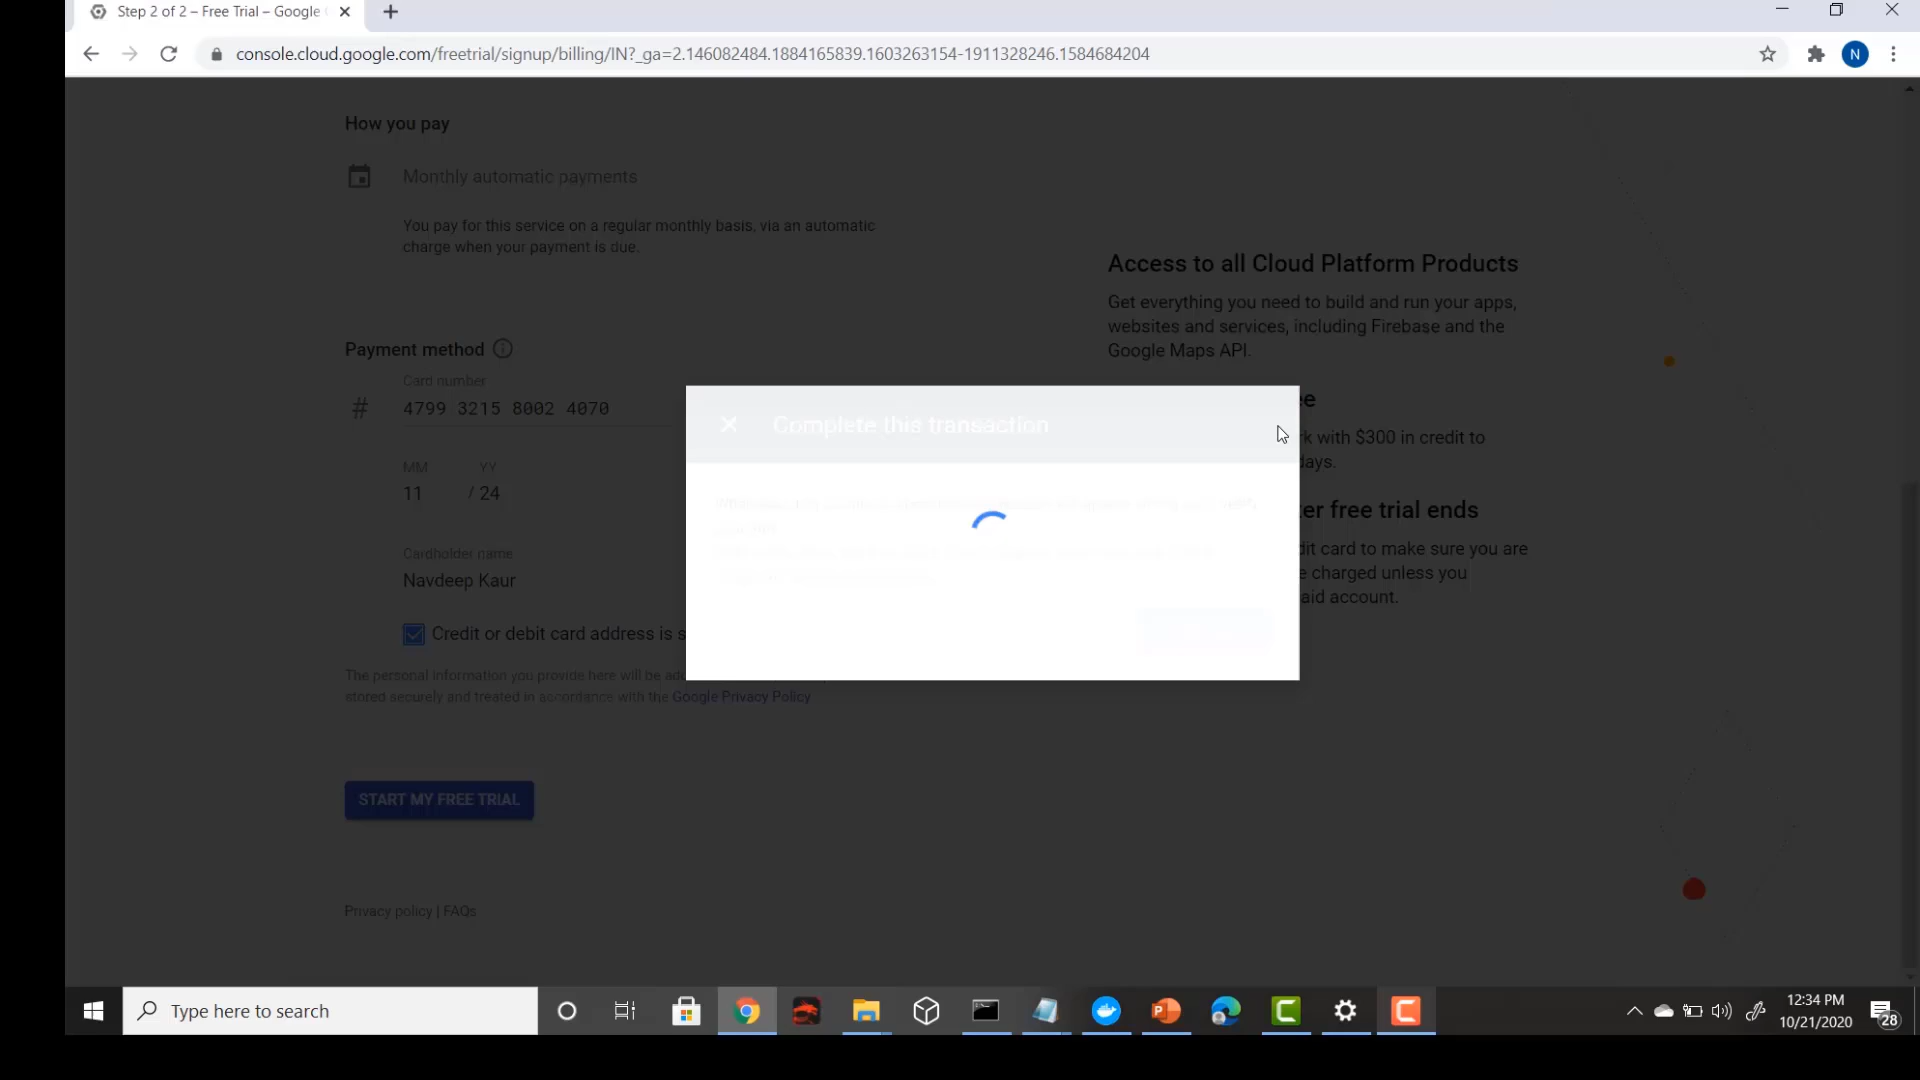 Step 2 of 2 – Free Trial – Google
console.cloud.google.com/freetrial/signup/billing/IN?_ga=2.146082484.1884165839.1603263154-1911328246.1584684204
N
How you pay
Monthly automatic payments
You pay for this service on a regular monthly basis, via an automatic
charge when your payment is due.
Payment method
Card number
# 4799 3215 8002 4070
MM YY
11 / 24
Cardholder name
Navdeep Kaur
Credit or debit card address is s
The personal information you provide here will be ad
stored securely and treated in accordance with the Google Privacy Policy
START MY FREE TRIAL
Privacy policy | FAQs
Access to all Cloud Platform Products
Get everything you need to build and run your apps,
websites and services, including Firebase and the
Google Maps API.
ee
rk with $300 in credit to
days.
er free trial ends
dit card to make sure you are
e charged unless you
aid account.
Complete this transaction
Type here to search
12:34 PM
10/21/2020
28